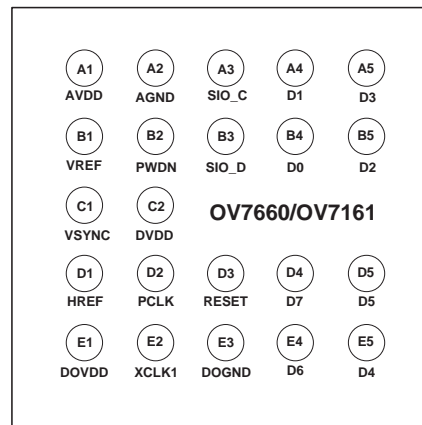 A1 A2 A3 A4 A5
AVDD AGND SIO_C D1 D3
B1 B2 B3 B4 B5
VREF PWDN SIO_D D0 D2
C1 C2 OV7660/OV7161
VSYNC DVDD
D1 D2 D3 D4 D5
HREF PCLK RESET D7 D5
E1 E2 E3 E4 E5
DOVDD XCLK1 DOGND D6 D4